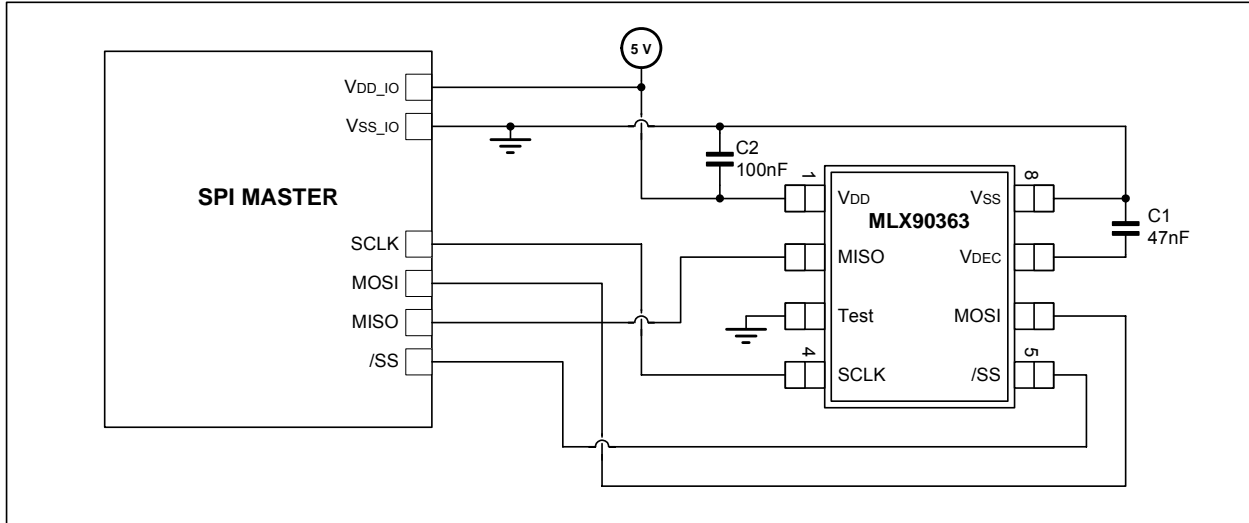 5 V
VDD_IO
VSS_IO
SPI MASTER
SCLK
MOSI
MISO
/SS
C2
100nF
1
8
VDD
VSS
MLX90363
C1
47nF
MISO
VDEC
Test
MOSI
4
5
SCLK
/SS